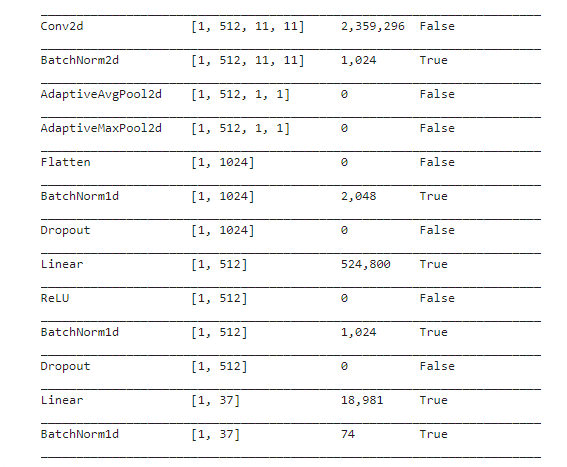 Conv2d [1, 512, 11, 11] 2,359,296 False
BatchNorm2d [1, 512, 11, 11] 1,024 True
AdaptiveAvgPool2d [1, 512, 1, 1] 0 False
AdaptiveMaxPool2d [1, 512, 1, 1] 0 False
Flatten [1, 1024] 0 False
BatchNorm1d [1, 1024] 2,048 True
Dropout [1, 1024] 0 False
Linear [1, 512] 524,800 True
ReLU [1, 512] 0 False
BatchNorm1d [1, 512] 1,024 True
Dropout [1, 512] 0 False
Linear [1, 37] 18,981 True
BatchNorm1d [1, 37] 74 True